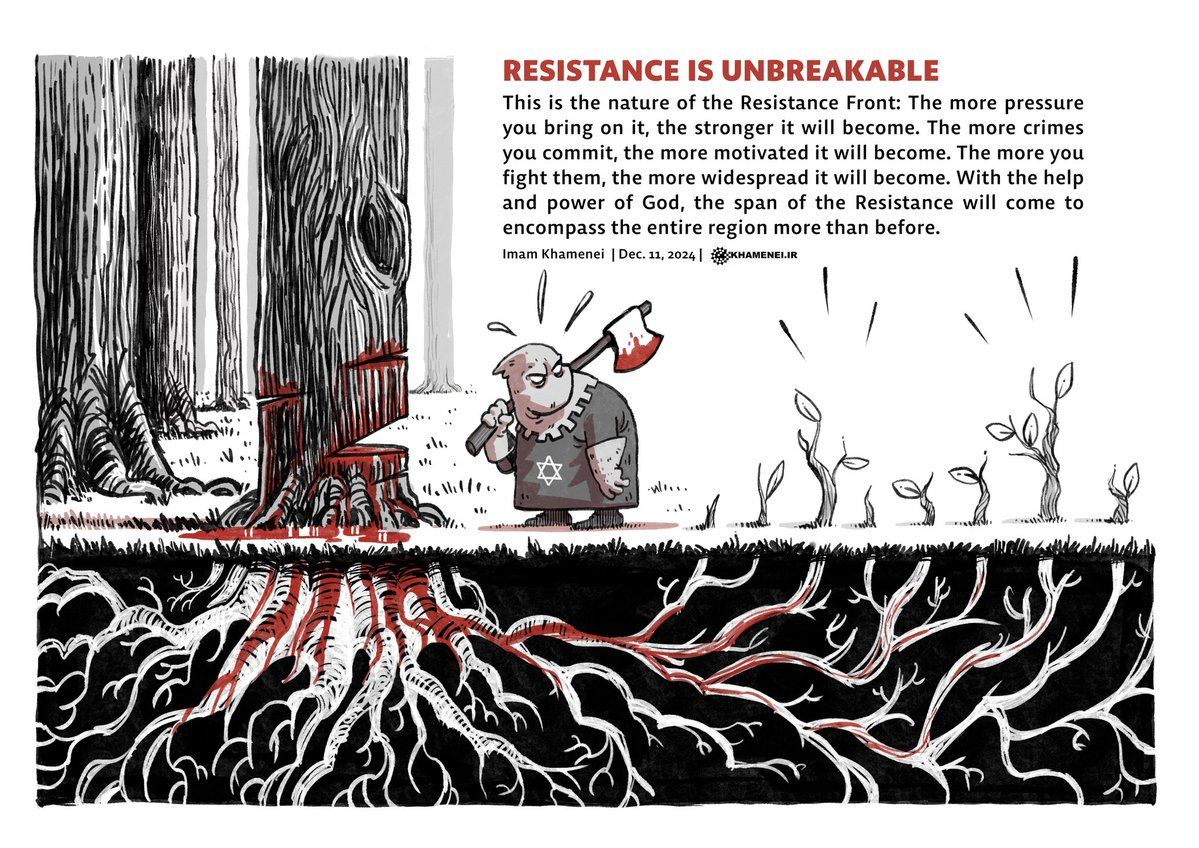 RESISTANCE IS UNBREAKABLE
This is the nature of the Resistance Front: The more pressure
you bring on it, the stronger it will become. The more crimes
you commit, the more motivated it will become. The more you
fight them, the more widespread it will become. With the help
and power of God, the span of the Resistance will come to
encompass the entire region more than before.
Imam Khamenei | Dec. 11, 2024 | KHAMENEI.IR